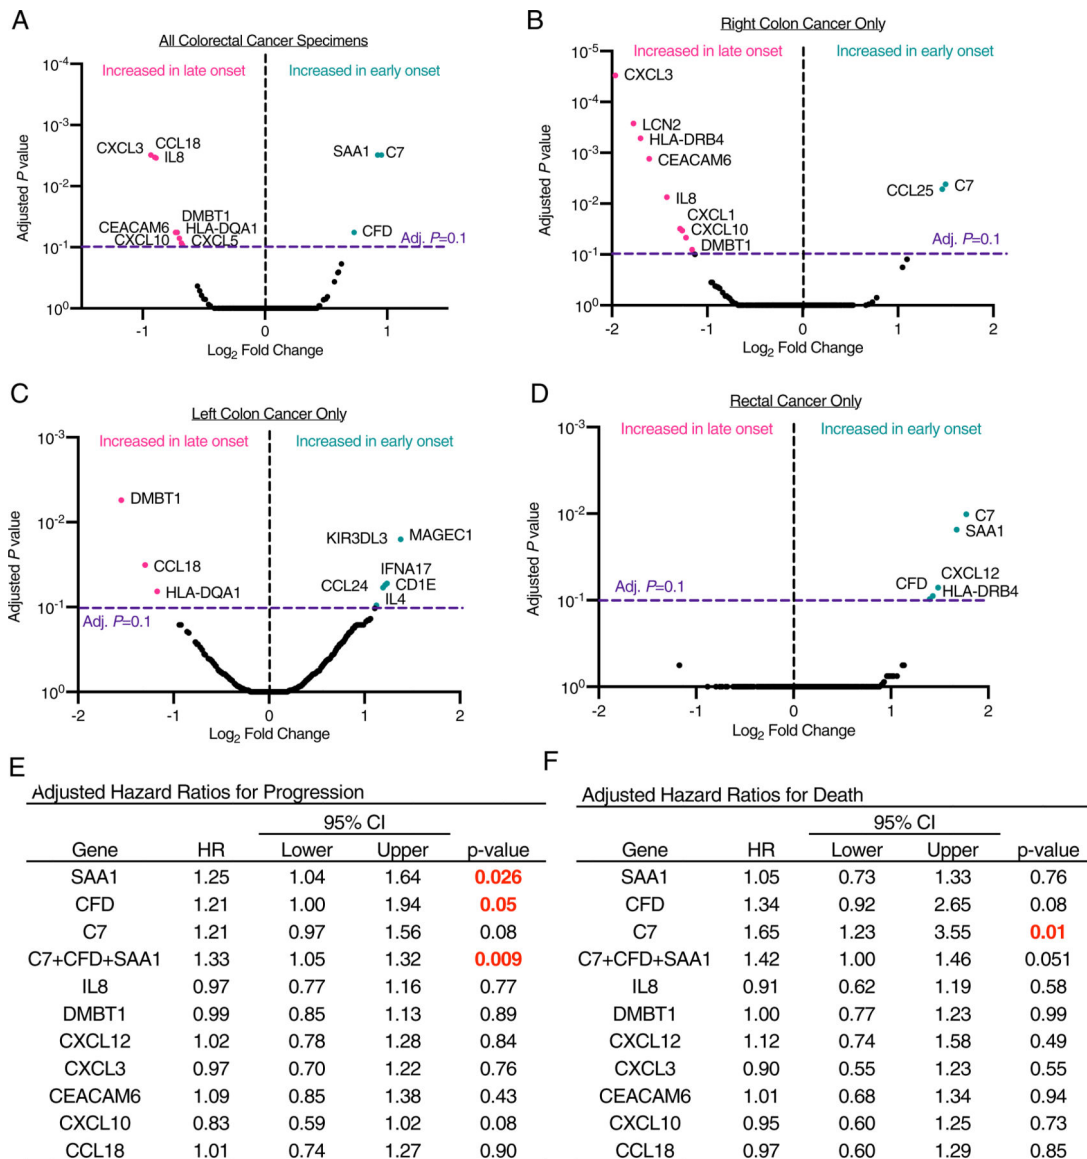 A
All Colorectal Cancer Specimens
Increased in late onset
Increased in early onset
Adjusted P value
10-4
10-3
10-2
10-1
100
CXCL3
CCL18
IL8
SAA1
C7
CEACAM6
DMBT1
HLA-DQA1
CXCL10
CXCL5
CFD
Adj. P=0.1
-1
0
1
Log2 Fold Change
B
Right Colon Cancer Only
Increased in late onset
Increased in early onset
Adjusted P value
10-5
10-4
10-3
10-2
10-1
100
CXCL3
LCN2
HLA-DRB4
CEACAM6
IL8
CXCL1
CXCL10
DMBT1
CCL25
C7
Adj. P=0.1
-2
-1
0
1
2
Log2 Fold Change
C
Left Colon Cancer Only
Increased in late onset
Increased in early onset
Adjusted P value
10-3
10-2
10-1
100
DMBT1
CCL18
HLA-DQA1
KIR3DL3
MAGEC1
IFNA17
CCL24
CD1E
IL4
Adj. P=0.1
-2
-1
0
1
2
Log2 Fold Change
D
Rectal Cancer Only
Increased in late onset
Increased in early onset
Adjusted P value
10-3
10-2
10-1
100
C7
SAA1
CXCL12
CFD
HLA-DRB4
Adj. P=0.1
-2
-1
0
1
2
Log2 Fold Change
E
Adjusted Hazard Ratios for Progression
95% CI
Gene HR Lower Upper p-value
SAA1 1.25 1.04 1.64 0.026
CFD 1.21 1.00 1.94 0.05
C7 1.21 0.97 1.56 0.08
C7+CFD+SAA1 1.33 1.05 1.32 0.009
IL8 0.97 0.77 1.16 0.77
DMBT1 0.99 0.85 1.13 0.89
CXCL12 1.02 0.78 1.28 0.84
CXCL3 0.97 0.70 1.22 0.76
CEACAM6 1.09 0.85 1.38 0.43
CXCL10 0.83 0.59 1.02 0.08
CCL18 1.01 0.74 1.27 0.90
F
Adjusted Hazard Ratios for Death
95% CI
Gene HR Lower Upper p-value
SAA1 1.05 0.73 1.33 0.76
CFD 1.34 0.92 2.65 0.08
C7 1.65 1.23 3.55 0.01
C7+CFD+SAA1 1.42 1.00 1.46 0.051
IL8 0.91 0.62 1.19 0.58
DMBT1 1.00 0.77 1.23 0.99
CXCL12 1.12 0.74 1.58 0.49
CXCL3 0.90 0.55 1.23 0.55
CEACAM6 1.01 0.68 1.34 0.94
CXCL10 0.95 0.60 1.25 0.73
CCL18 0.97 0.60 1.29 0.85